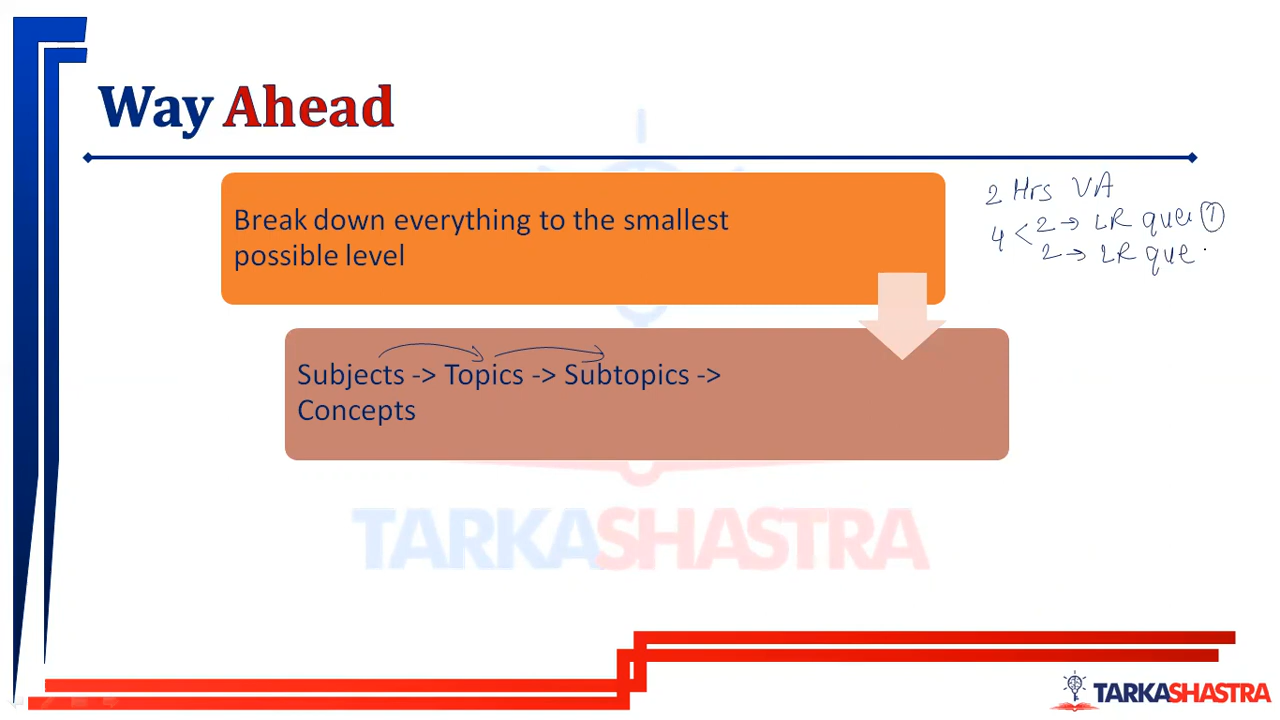 Way Ahead
Break down everything to the smallest
possible level
2 Hrs VA
4 < 2 → LR que ①
2 → LR que
Subjects -> Topics -> Subtopics ->
Concepts
TARKASHASTRA
TARKASHASTRA